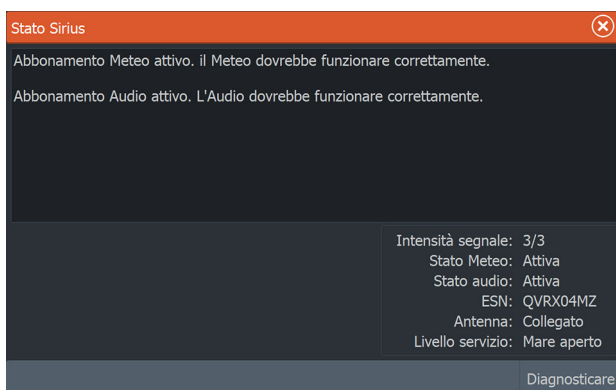 Stato Sirius
Abbonamento Meteo attivo. il Meteo dovrebbe funzionare correttamente.
Abbonamento Audio attivo. L'Audio dovrebbe funzionare correttamente.
Intensità segnale: 3/3
Stato Meteo: Attiva
Stato audio: Attiva
ESN: QVRX04MZ
Antenna: Collegato
Livello servizio: Mare aperto
Diagnosticare